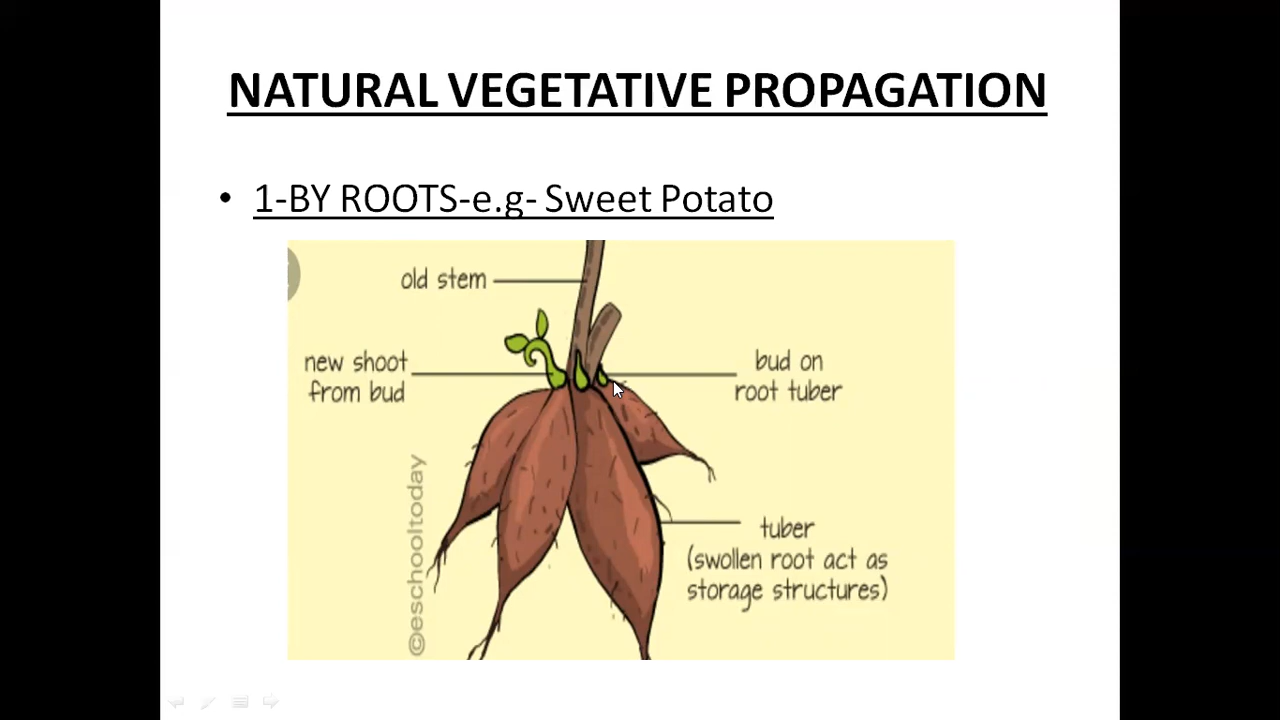 NATURAL VEGETATIVE PROPAGATION
• 1-BY ROOTS-e.g- Sweet Potato
old stem
new shoot
from bud
bud on
root tuber
tuber
(swollen root act as
storage structures)
©eschooltoday